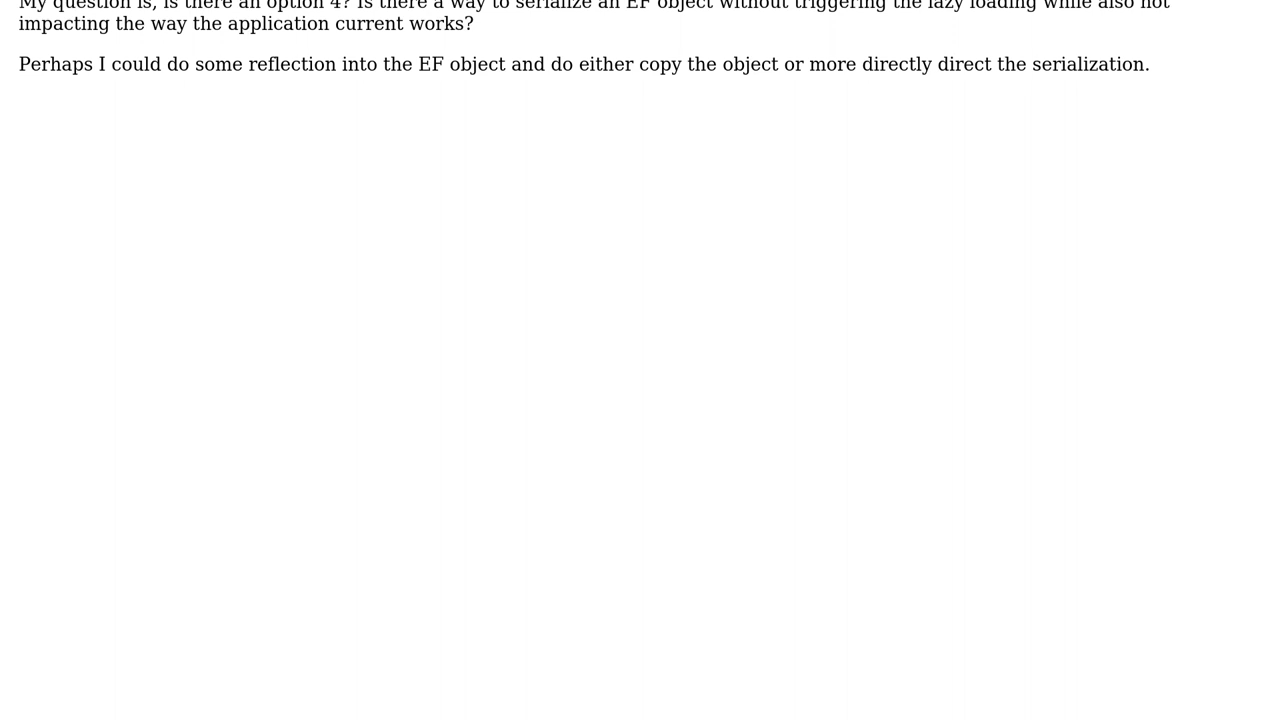 My question is, is there an option 4? Is there a way to serialize an EF object without triggering the lazy loading while also not
impacting the way the application current works?
Perhaps I could do some reflection into the EF object and do either copy the object or more directly direct the serialization.